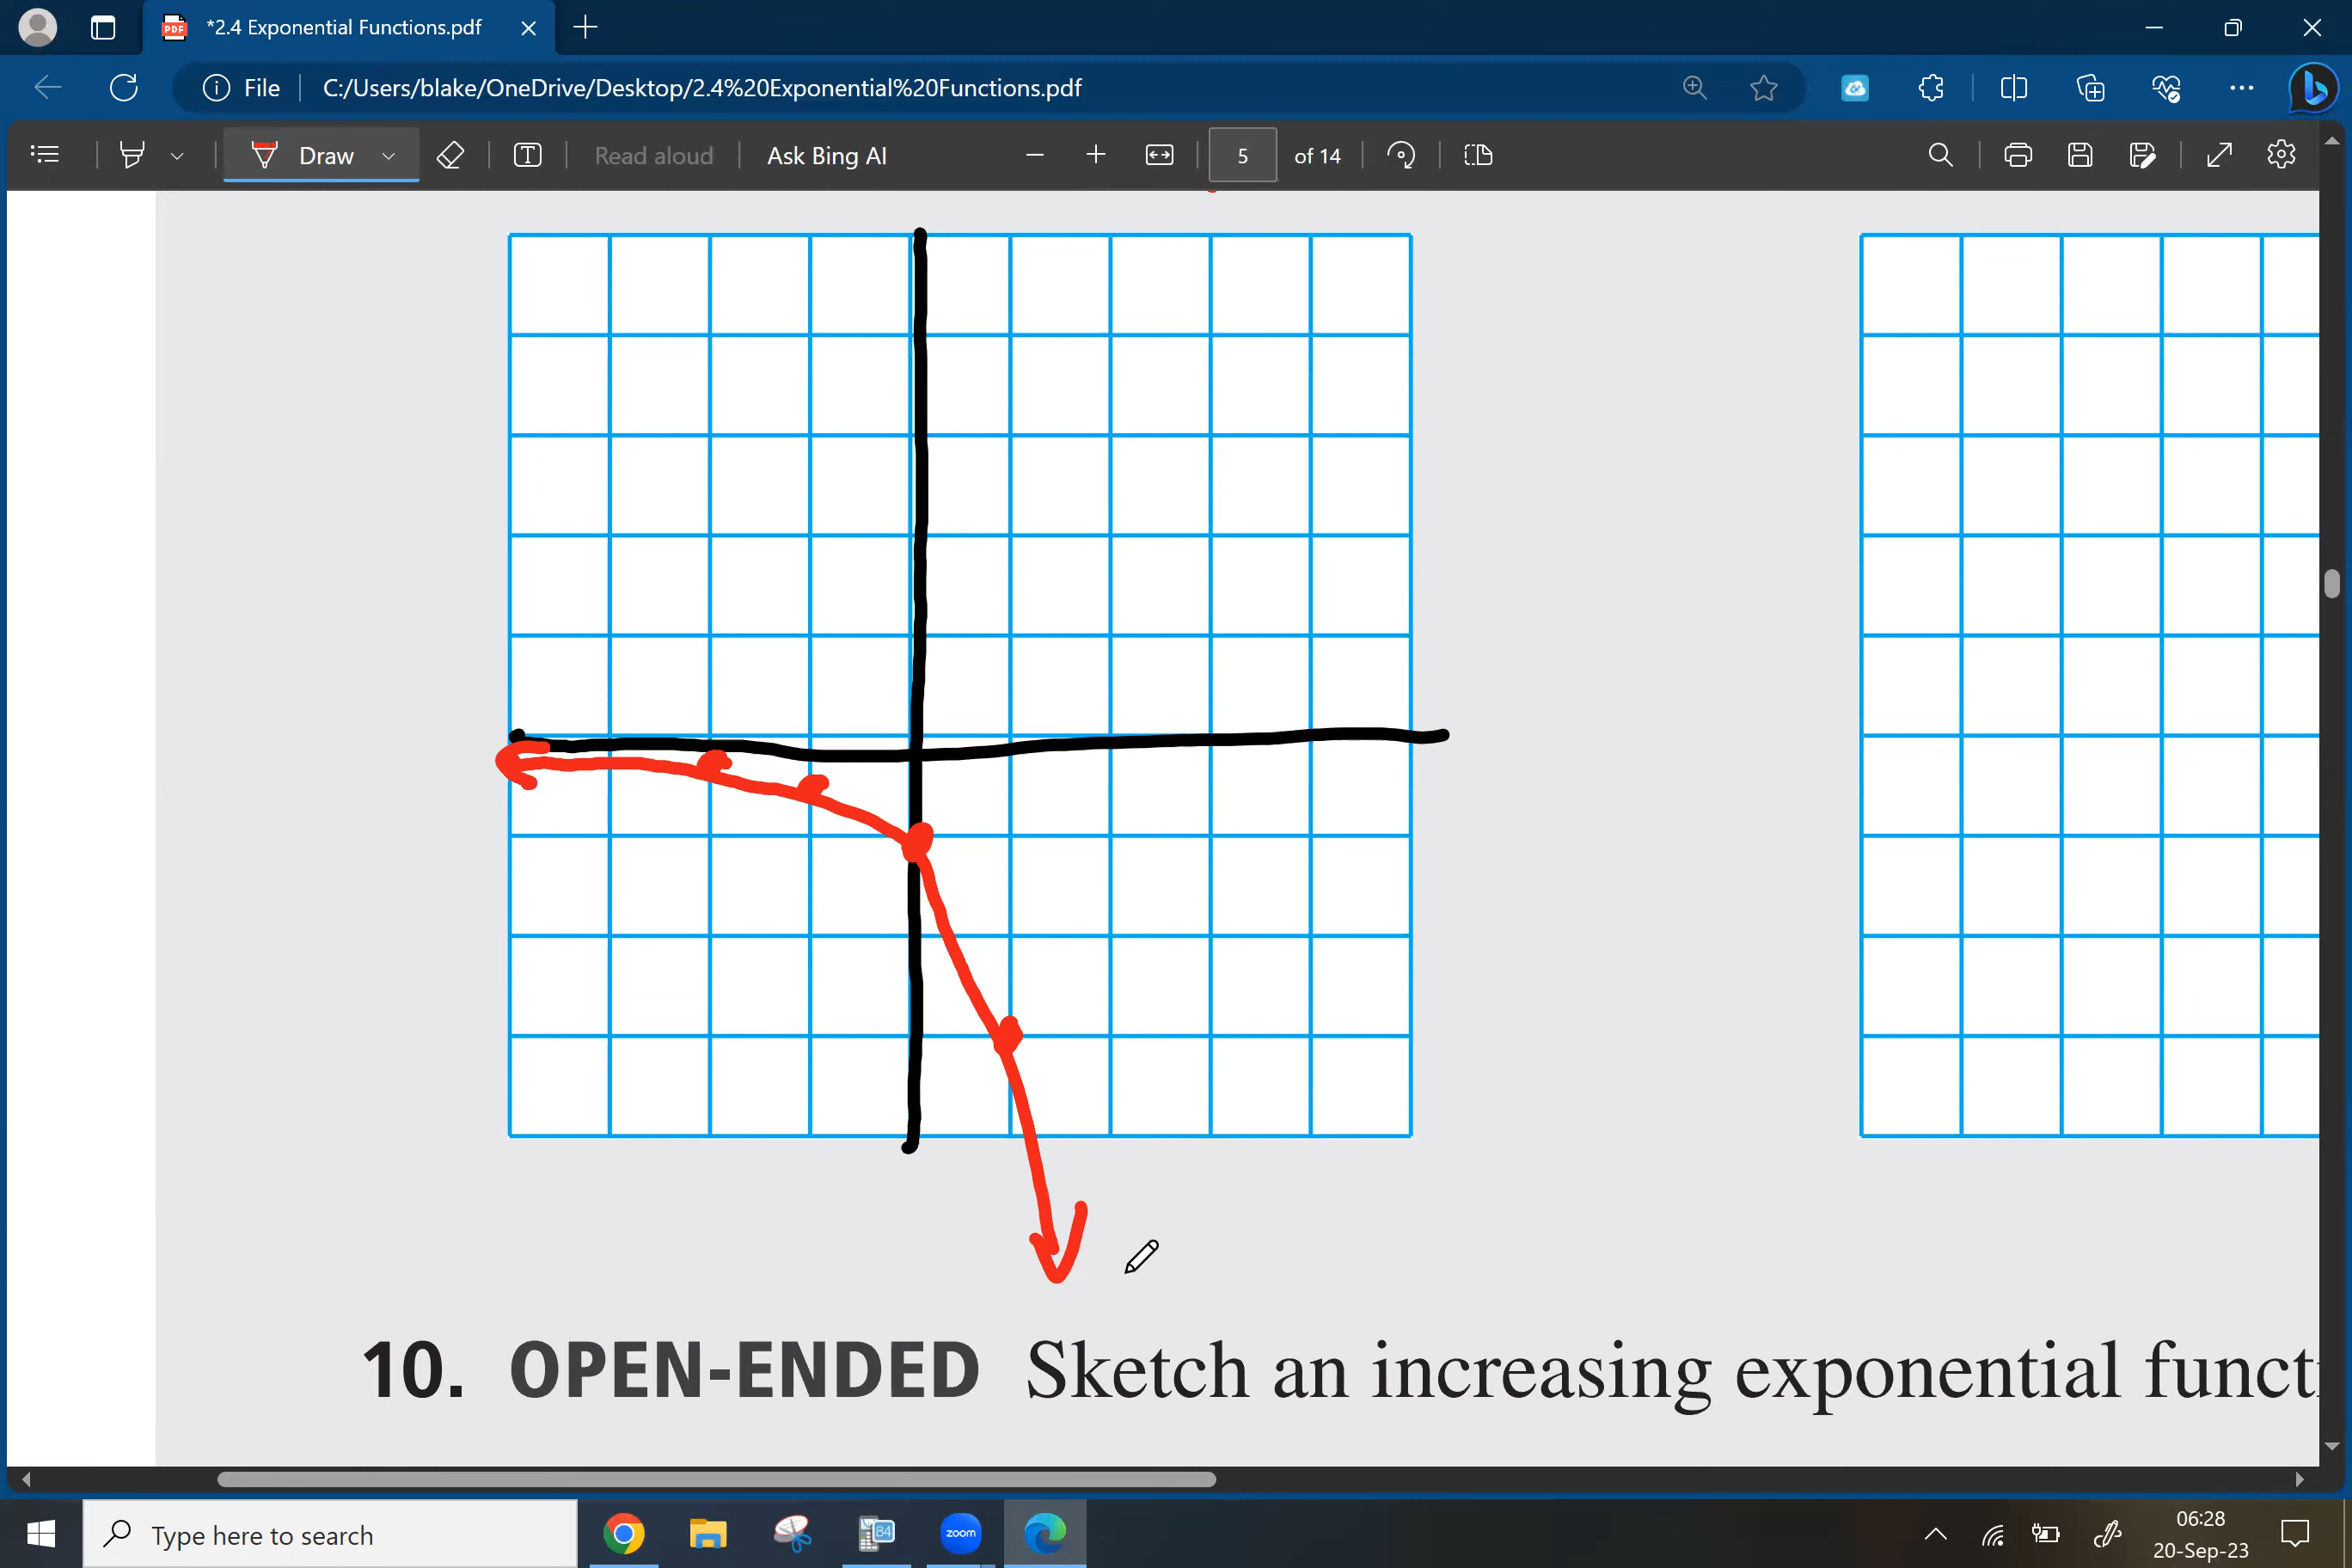 *2.4 Exponential Functions.pdf
File C:/Users/blake/OneDrive/Desktop/2.4%20Exponential%20Functions.pdf
Draw Read aloud Ask Bing AI 5 of 14
10. OPEN-ENDED Sketch an increasing exponential functi
Type here to search
84
zoom
06:28
20-Sep-23